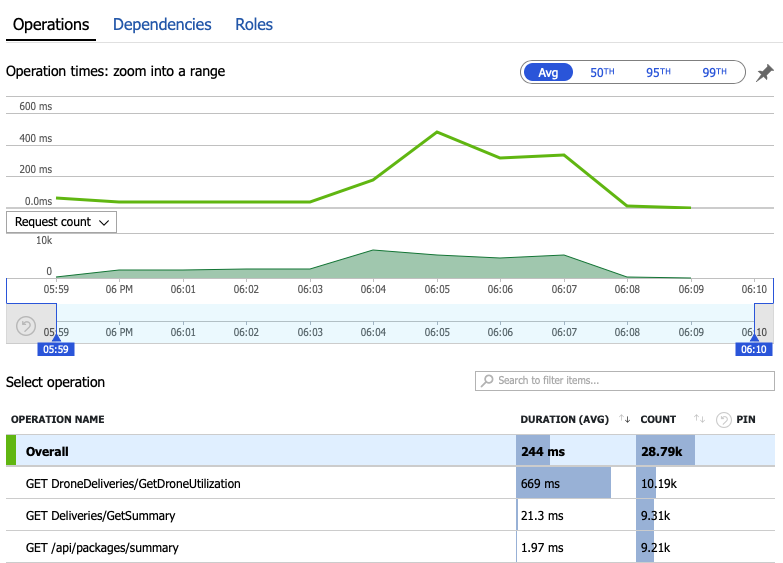 Operations Dependencies Roles
Operation times: zoom into a range Avg 50TH 95TH 99TH
600 ms
400 ms
200 ms
0.0ms
Request count
10k
0
05:59 06 PM 06:01 06:02 06:03 06:04 06:05 06:06 06:07 06:08 06:09 06:10
05:59 06 PM 06:01 06:02 06:03 06:04 06:05 06:06 06:07 06:08 06:09 06:10
05:59 06:10
Select operation Search to filter items...
OPERATION NAME DURATION (AVG) COUNT PIN
Overall 244 ms 28.79k
GET DroneDeliveries/GetDroneUtilization 669 ms 10.19k
GET Deliveries/GetSummary 21.3 ms 9.31k
GET /api/packages/summary 1.97 ms 9.21k